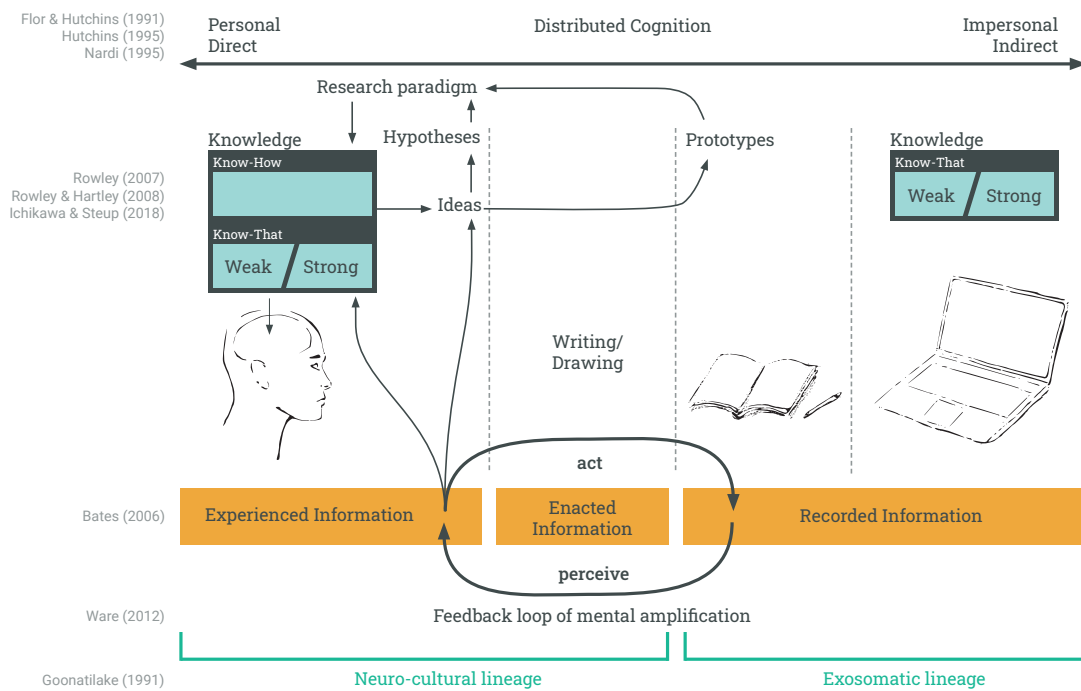 Flor & Hutchins (1991)
Hutchins (1995)
Nardi (1995)
Personal
Direct
Distributed Cognition
Impersonal
Indirect
Research paradigm
Hypotheses
Prototypes
Ideas
Knowledge
Know-How
Know-That
Weak
Strong
Knowledge
Know-That
Weak
Strong
Rowley (2007)
Rowley & Hartley (2008)
Ichikawa & Steup (2018)
Writing/
Drawing
act
Bates (2006)
Experienced Information
Enacted
Information
Recorded Information
perceive
Ware (2012)
Feedback loop of mental amplification
Goonatilake (1991)
Neuro-cultural lineage
Exosomatic lineage